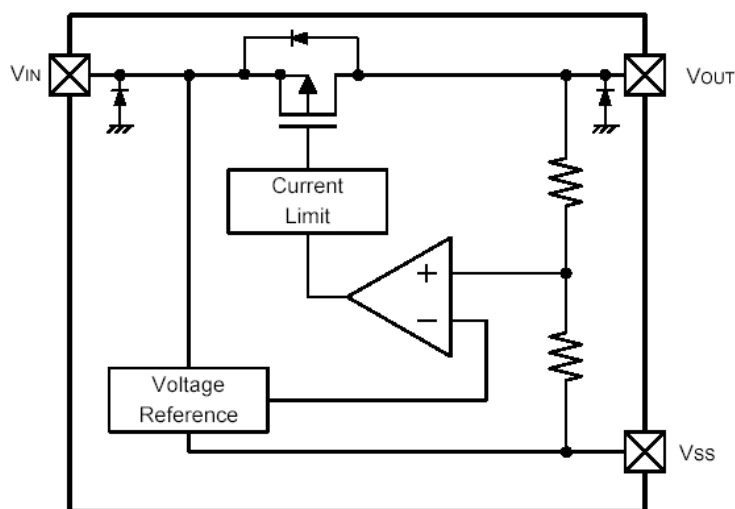 VIN
VOUT
Current
Limit
+
−
Voltage
Reference
VSS